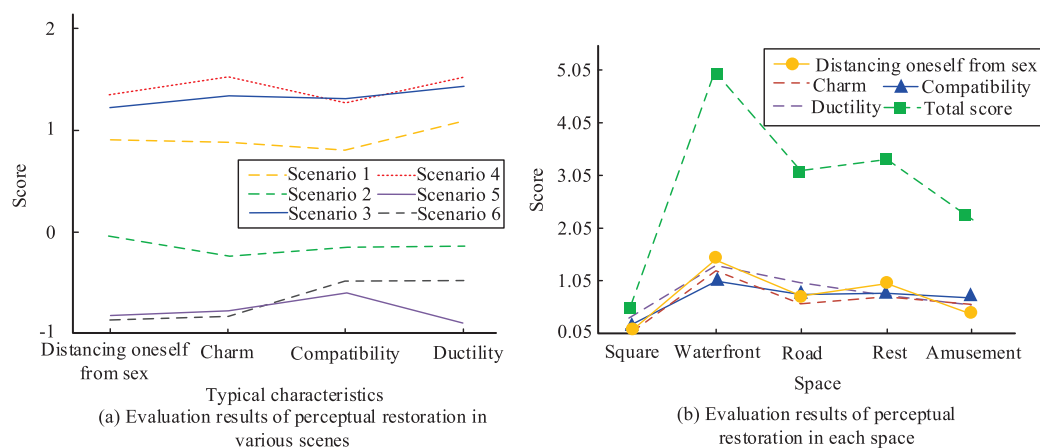 2
1
0
-1
Score
Scenario 1
Scenario 2
Scenario 3
Scenario 4
Scenario 5
Scenario 6
Distancing oneself
from sex
Charm
Compatibility
Ductility
Typical characteristics
(a) Evaluation results of perceptual restoration in
various scenes
5.05
4.05
3.05
2.05
1.05
0.05
Score
Distancing oneself from sex
Charm
Compatibility
Ductility
Total score
Square
Waterfront
Road
Rest
Amusement
Space
(b) Evaluation results of perceptual
restoration in each space